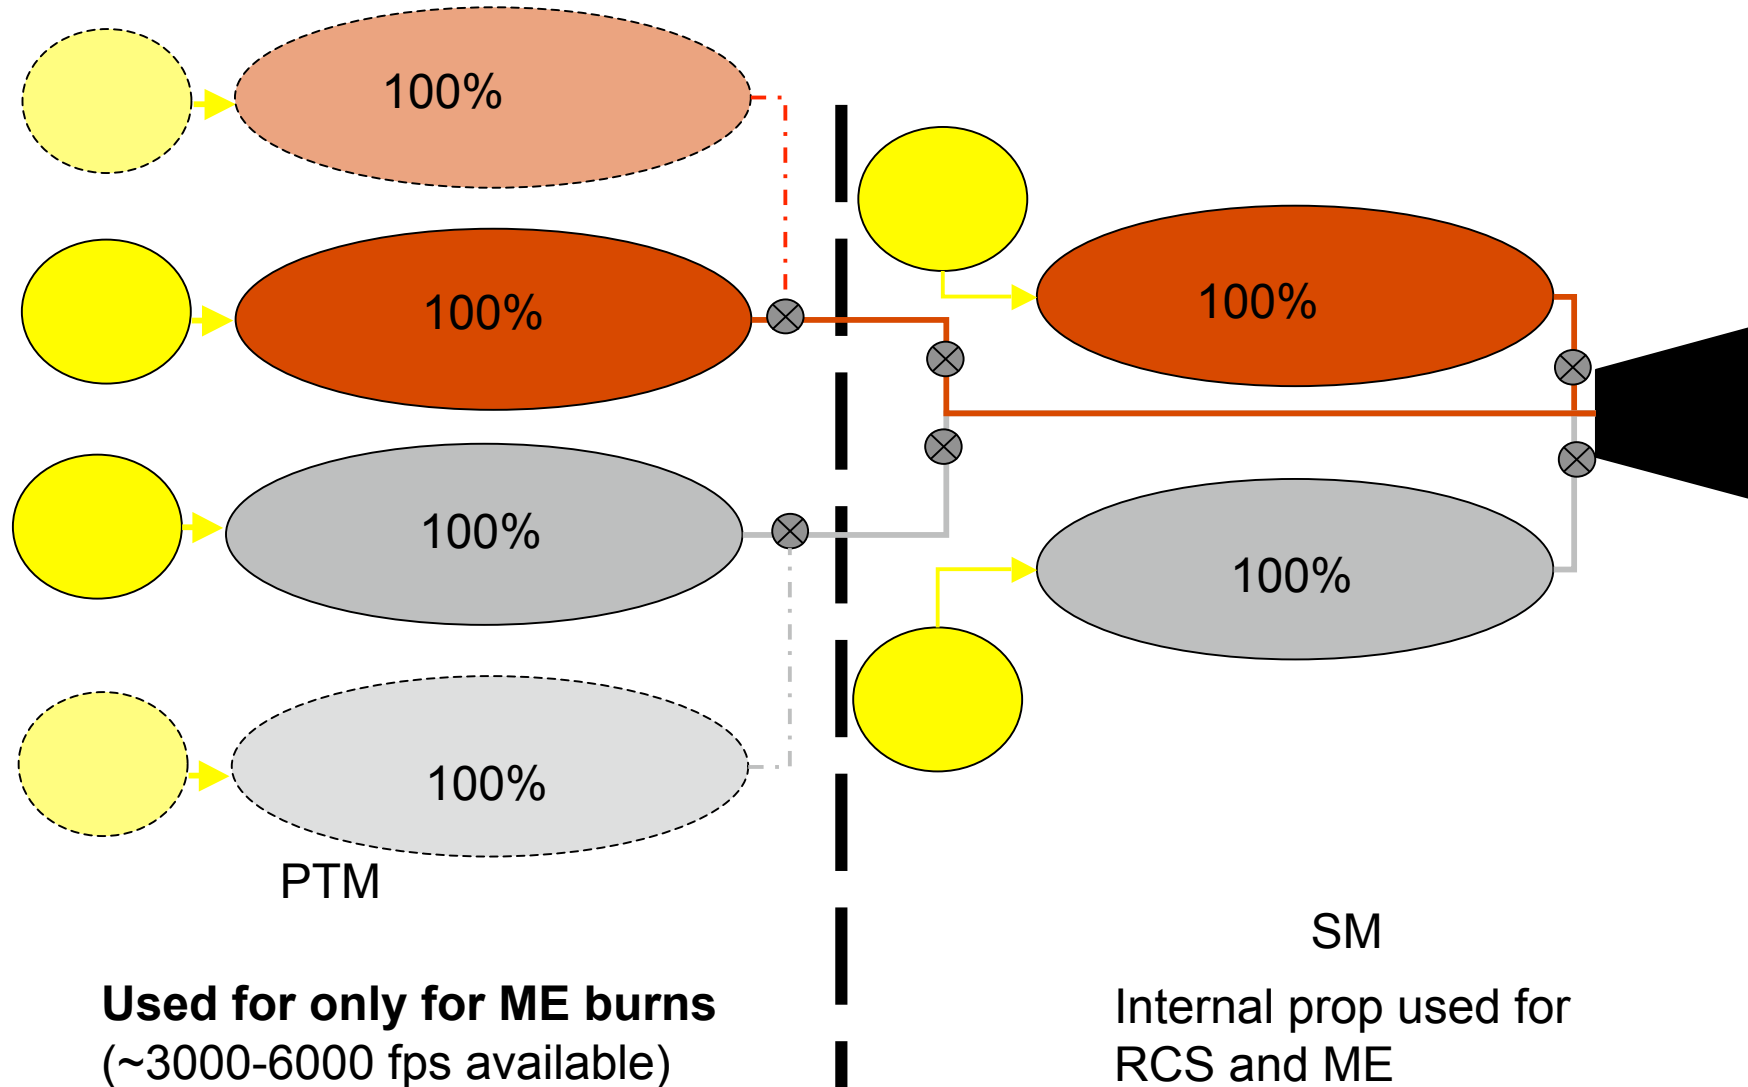 100%
100%
100%
100%
PTM
Used for only for ME burns
(~3000-6000 fps available)
100%
100%
SM
Internal prop used for
RCS and ME